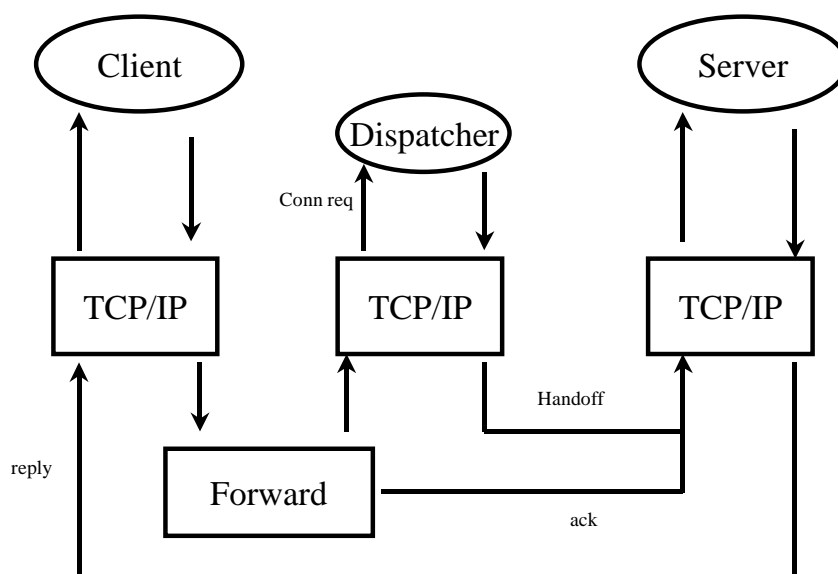 Client
Server
Dispatcher
Conn req
TCP/IP
TCP/IP
TCP/IP
Handoff
reply
Forward
ack